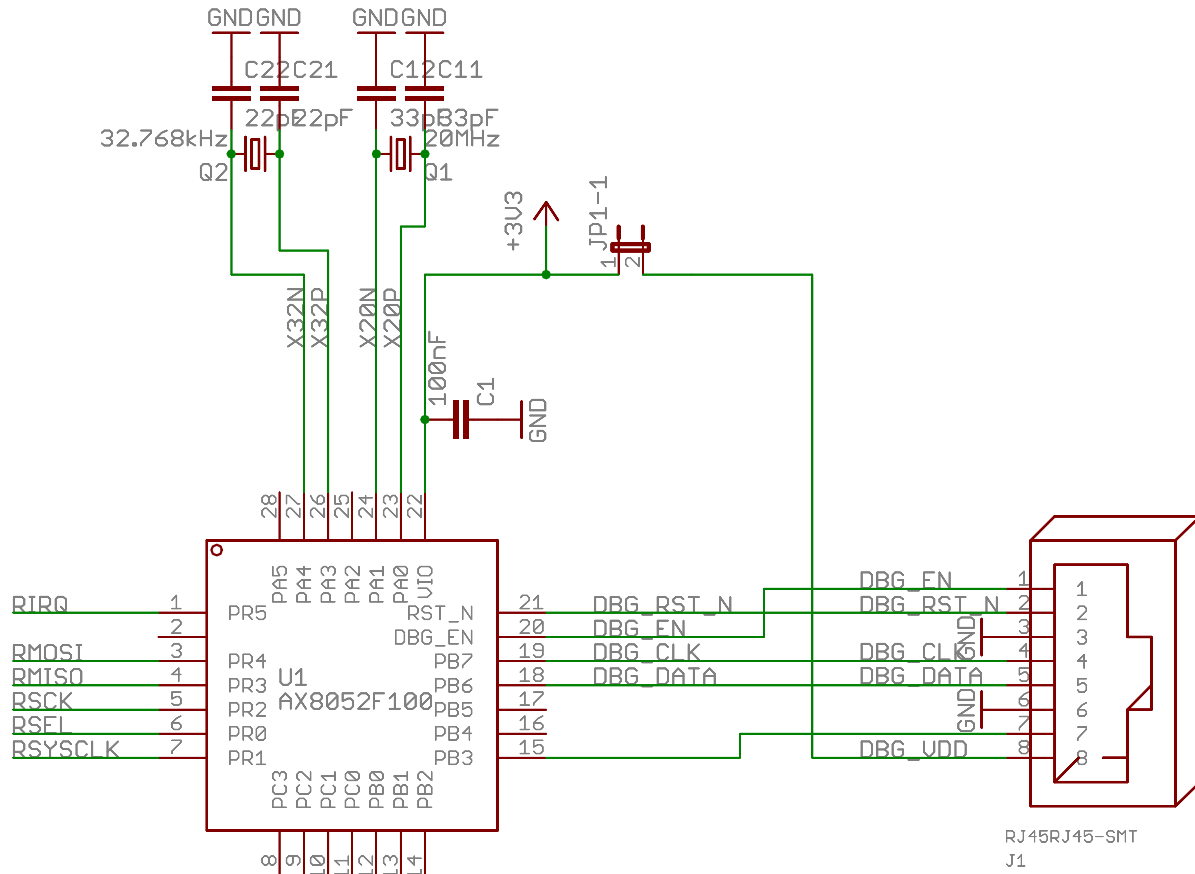 GND GND GND GND
C22 C21 C12 C11
22pF 22pF 33pF 33pF
32.768kHz 20MHz
Q2 Q1
+3V3
JP1-1
1 2
X32N X32P X20N X20P
100nF
C1
GND
28 27 26 25 24 23 22
PA5 PA4 PA3 PA2 PA1 PA0 VIO
RIRQ 1 PR5
2
RMOSI 3 PR4
RMISO 4 PR3
RSCK 5 PR2
RSEL 6 PR0
RSYSCLK 7 PR1
U1
AX8052F100
RST_N 21 DBG_RST_N
DBG_EN 20 DBG_EN
PB7 19 DBG_CLK
PB6 18 DBG_DATA
PB5 17
PB4 16
PB3 15
PC3 PC2 PC1 PC0 PB0 PB1 PB2
8 9
DBG_EN 1 1
DBG_RST_N 2 2
GND 3 3
DBG_CLK 4 4
DBG_DATA 5 5
GND 6 6
7 7
DBG_VDD 8 8
RJ45RJ45-SMT
J1